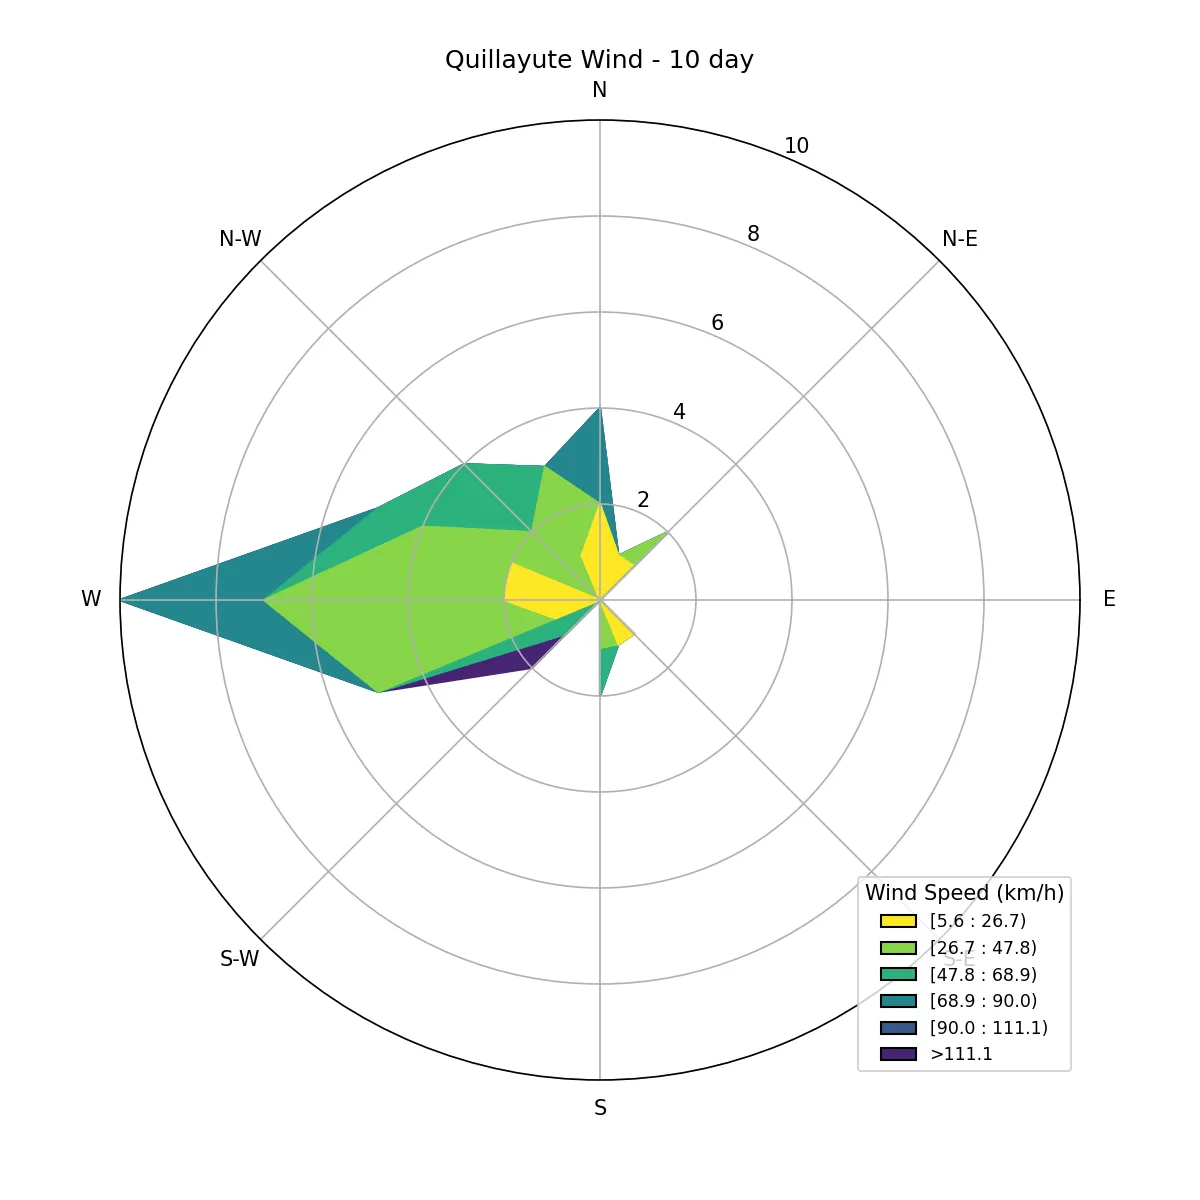 Quillayute Wind - 10 day
N
10
N-W
N-E
8
6
4
2
W
E
S-W
S-E
S
Wind Speed (km/h)
[5.6 : 26.7)
[26.7 : 47.8)
[47.8 : 68.9)
[68.9 : 90.0)
[90.0 : 111.1)
>111.1